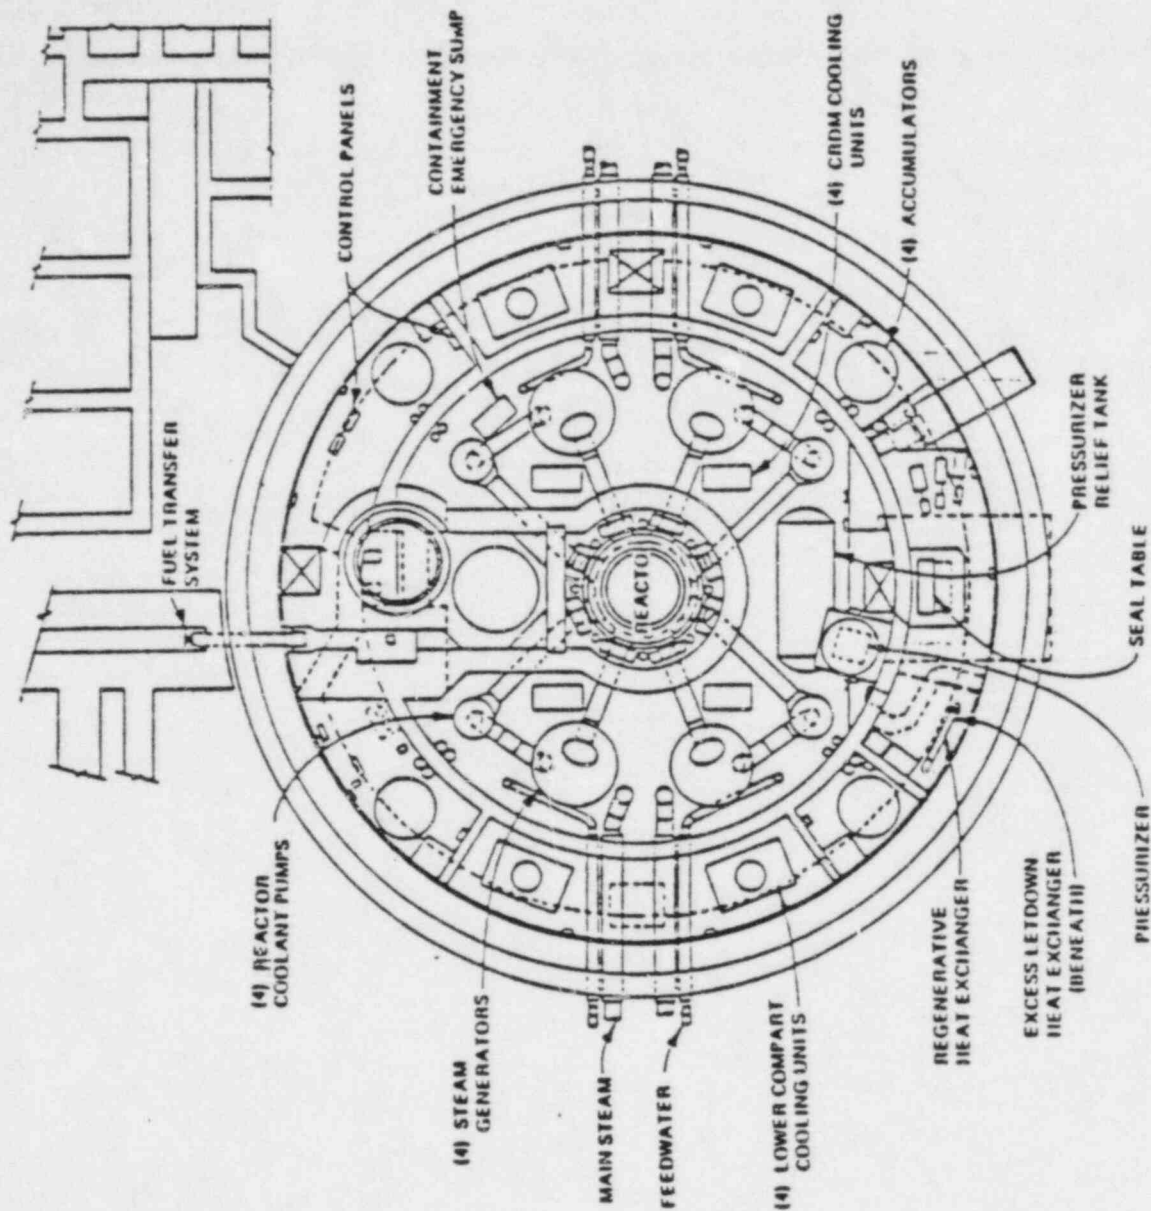 FUEL TRANSFER
SYSTEM
CONTROL PANELS
CONTAINMENT
EMERGENCY SUMP
(4) CRDM COOLING
UNITS
(4) ACCUMULATORS
PRESSURIZER
RELIEF TANK
SEAL TABLE
PRESSURIZER
EXCESS LETDOWN
HEAT EXCHANGER
(BENEATH)
REGENERATIVE
HEAT EXCHANGER
(4) LOWER COMPART
COOLING UNITS
FEEDWATER
MAIN STEAM
(4) STEAM
GENERATORS
(4) REACTOR
COOLANT PUMPS
REACTO
45°